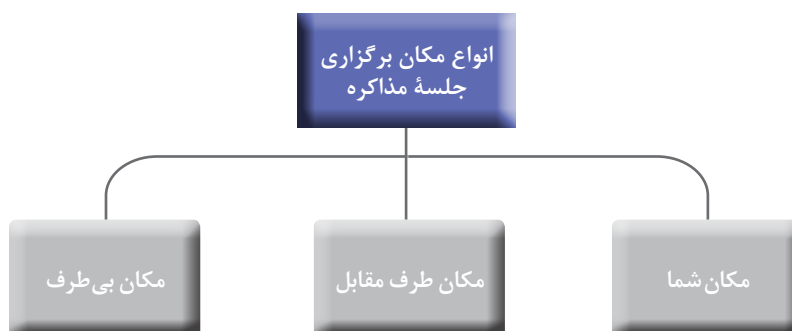 انواع مکان برگزاری
جلسهٔ مذاکره
مکان شما
مکان طرف مقابل
مکان بی‌طرف